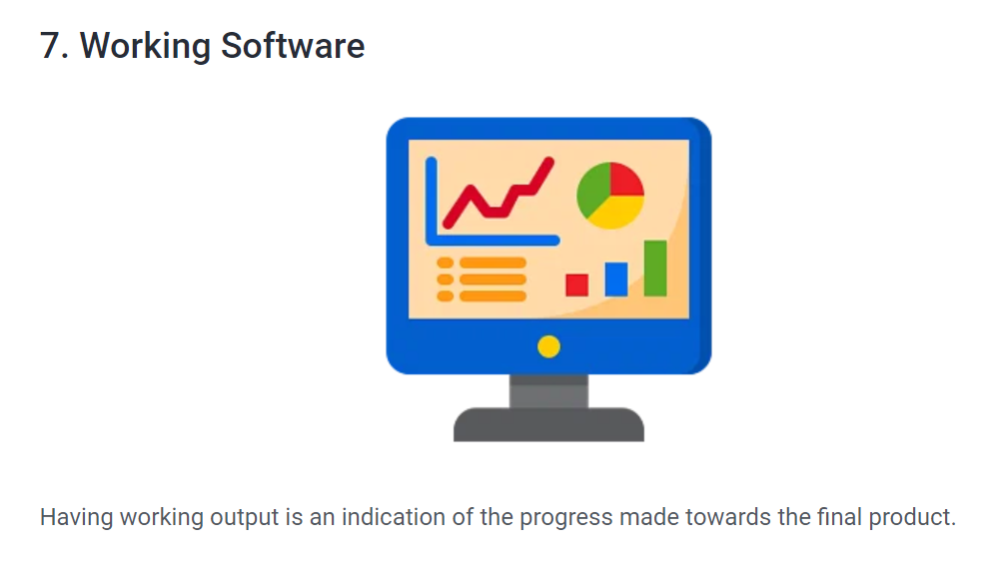 7. Working Software
Having working output is an indication of the progress made towards the final product.